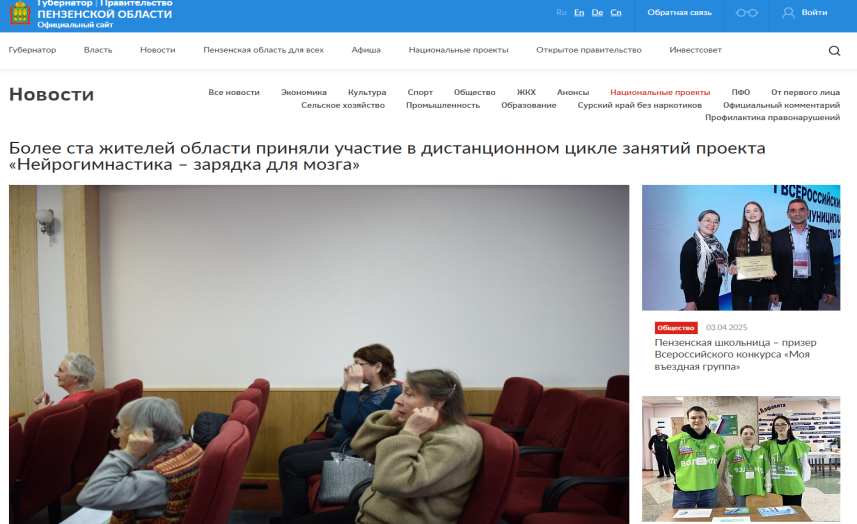 Губернатор | Правительство
ПЕНЗЕНСКОЙ ОБЛАСТИ
Официальный сайт
Ru En De Cn
Обратная связь
Войти
Губернатор Власть Новости Пензенская область для всех Афиша Национальные проекты Открытое правительство Инвестсовет
Новости
Все новости Экономика Культура Спорт Общество ЖКХ Анонсы Национальные проекты ПФО От первого лица
Сельское хозяйство Промышленность Образование Сурский край без наркотиков Официальный комментарий
Профилактика правонарушений
Более ста жителей области приняли участие в дистанционном цикле занятий проекта
«Нейрогимнастика – зарядка для мозга»
I ВСЕРОССИЙСКИ
МУНИЦИПА
Общество 03.04.2025
Пензенская школьница – призер
Всероссийского конкурса «Моя
въездная группа»